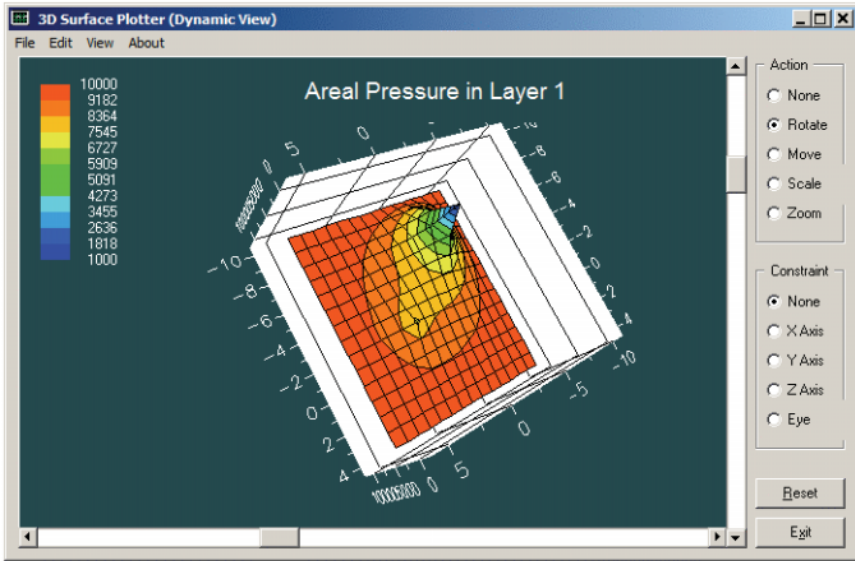 3D Surface Plotter (Dynamic View)
File Edit View About
Areal Pressure in Layer 1
10000
9182
8364
7545
6727
5909
5091
4273
3455
2636
1818
1000
5 0 -5 -10
-10
-8
-6
-4
-2
0
2
4
-8
-6
-4
-2
0
2
4
5 0 -5 -10
Action
None
Rotate
Move
Scale
Zoom
Constraint
None
X Axis
Y Axis
Z Axis
Eye
Reset
Exit